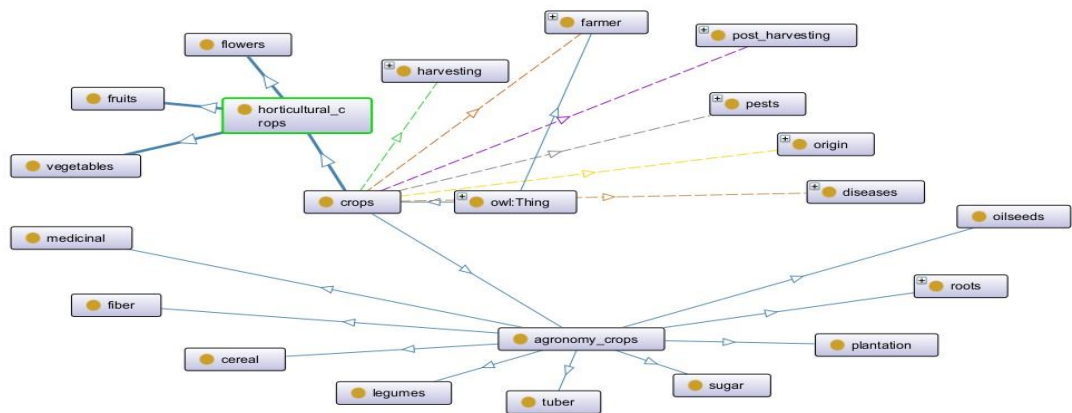 farmer
post_harvesting
flowers
harvesting
fruits
horticultural_c
rops
pests
origin
vegetables
crops
owl:Thing
diseases
oilseeds
medicinal
roots
fiber
agronomy_crops
plantation
cereal
sugar
legumes
tuber